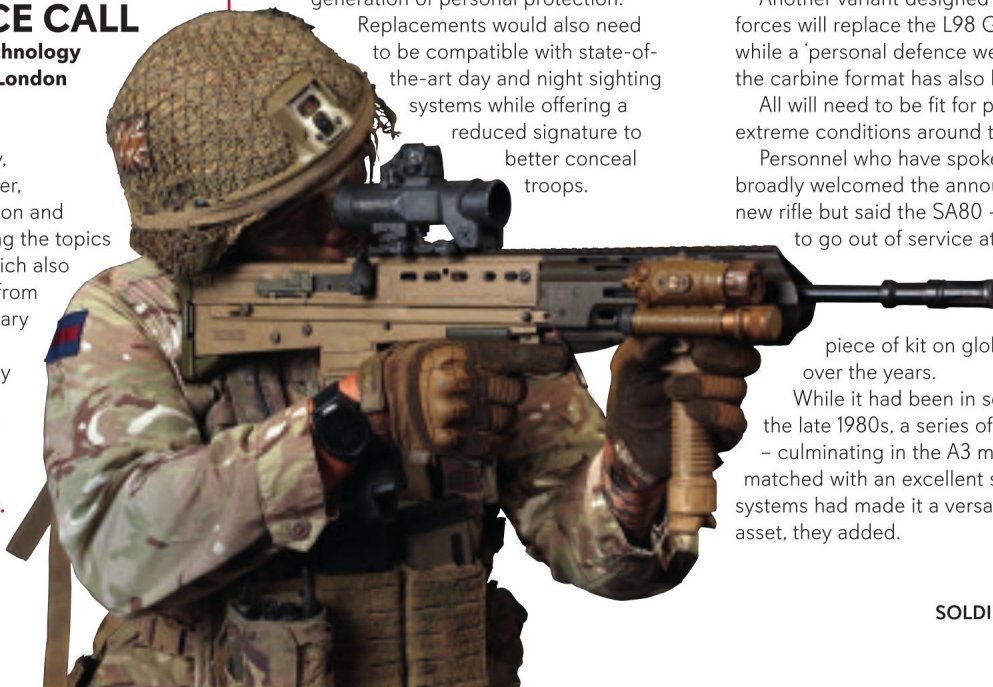 CE CALL
chnology
London
y,
er,
on and
ng the topics
ich also
from
ary
y
generation of personal protection.
Replacements would also need
to be compatible with state-of-
the-art day and night sighting
systems while offering a
reduced signature to
better conceal
troops.
Another variant designed
forces will replace the L98 G
while a ‘personal defence we
the carbine format has also
All will need to be fit for p
extreme conditions around t
Personnel who have spoke
broadly welcomed the annou
new rifle but said the SA80 -
to go out of service at
piece of kit on glob
over the years.
While it had been in se
the late 1980s, a series of
– culminating in the A3 m
matched with an excellent s
systems had made it a versa
asset, they added.
SOLDI